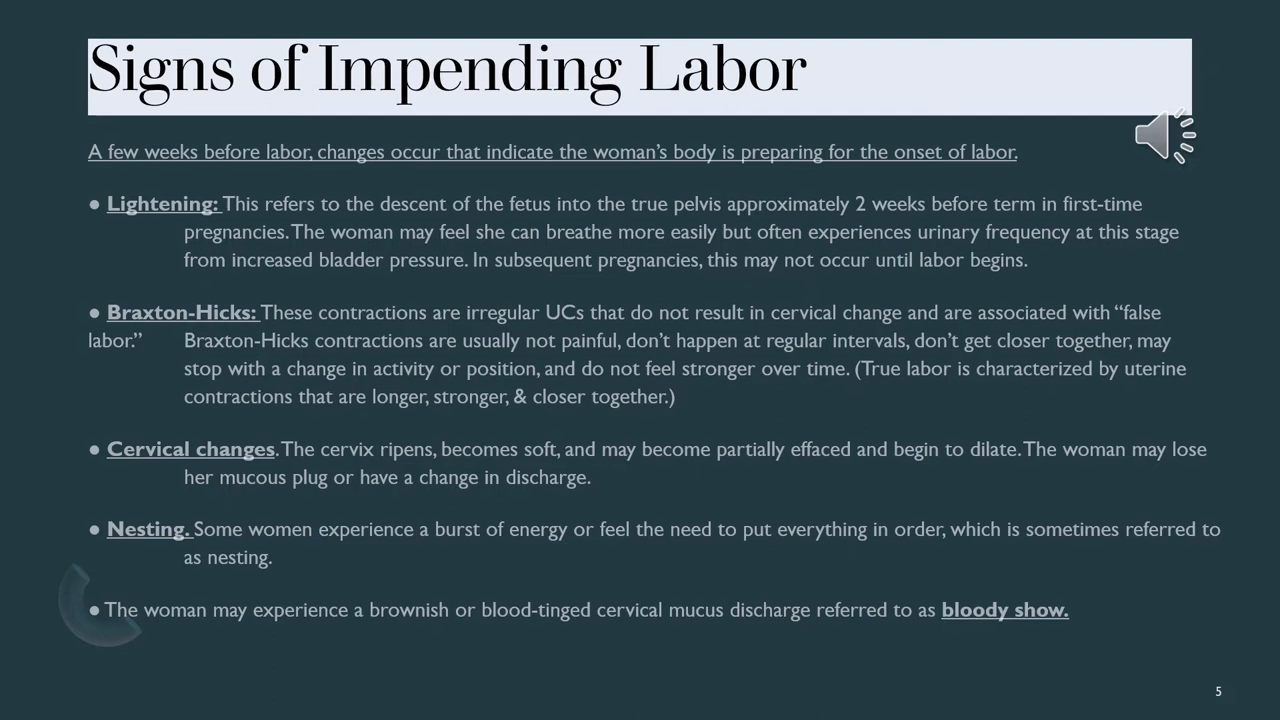 Signs of Impending Labor
A few weeks before labor, changes occur that indicate the woman's body is preparing for the onset of labor.
● Lightening: This refers to the descent of the fetus into the true pelvis approximately 2 weeks before term in first-time
pregnancies. The woman may feel she can breathe more easily but often experiences urinary frequency at this stage
from increased bladder pressure. In subsequent pregnancies, this may not occur until labor begins.
● Braxton-Hicks: These contractions are irregular UCs that do not result in cervical change and are associated with “false
labor.” Braxton-Hicks contractions are usually not painful, don’t happen at regular intervals, don’t get closer together, may
stop with a change in activity or position, and do not feel stronger over time. (True labor is characterized by uterine
contractions that are longer, stronger, & closer together.)
● Cervical changes. The cervix ripens, becomes soft, and may become partially effaced and begin to dilate. The woman may lose
her mucous plug or have a change in discharge.
● Nesting. Some women experience a burst of energy or feel the need to put everything in order, which is sometimes referred to
as nesting.
● The woman may experience a brownish or blood-tinged cervical mucus discharge referred to as bloody show.
5